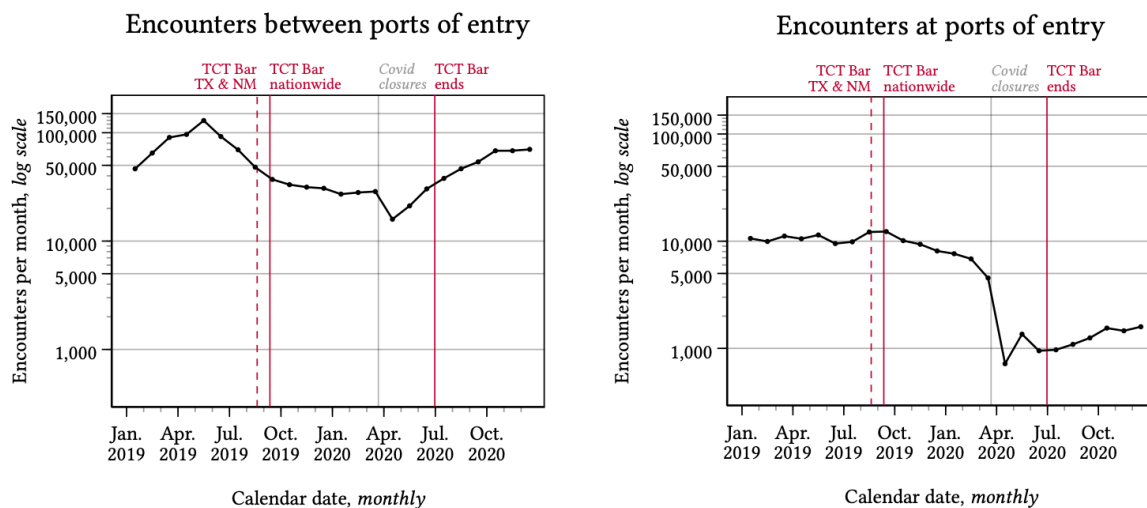 Encounters between ports of entry
TCT Bar
TX & NM
TCT Bar
nationwide
Covid
closures
TCT Bar
ends
Encounters per month, log scale
150,000
100,000
50,000
10,000
5,000
1,000
Jan.
2019
Apr.
2019
Jul.
2019
Oct.
2019
Jan.
2020
Apr.
2020
Jul.
2020
Oct.
2020
Calendar date, monthly
Encounters at ports of entry
TCT Bar
TX & NM
TCT Bar
nationwide
Covid
closures
TCT Bar
ends
Encounters per month, log scale
150,000
100,000
50,000
10,000
5,000
1,000
Jan.
2019
Apr.
2019
Jul.
2019
Oct.
2019
Jan.
2020
Apr.
2020
Jul.
2020
Oct.
2020
Calendar date, monthly